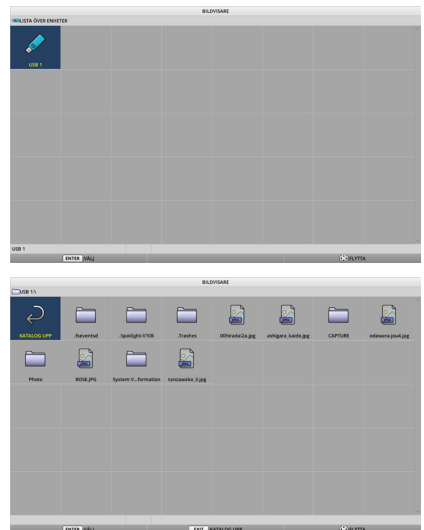 BILDVISARE
LISTA ÖVER ENHETER
USB 1
USB 1
ENTER :VÄLJ :FLYTTA
BILDVISARE
USB 1:\
KATALOG UPP .fseventsd .Spotlight-V100 .Trashes 00hiradai2a.jpg ashigara_kaido.jpg CAPTURE odawara-jou4.jpg
Photo ROSE.JPG System V...formation tanzawako_3.jpg
ENTER :VÄLJ EXIT :KATALOG UPP :FLYTTA